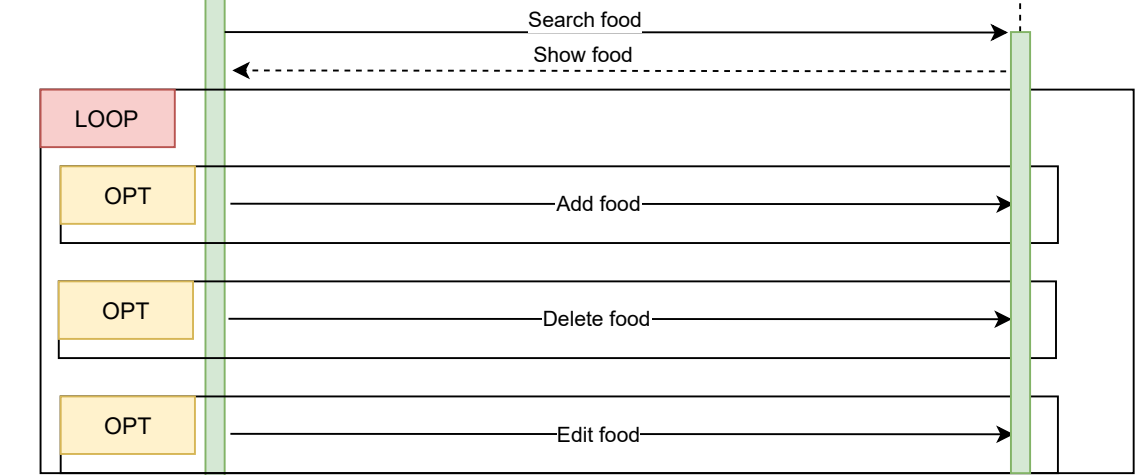 Search food
Show food
LOOP
OPT
Add food
OPT
Delete food
OPT
Edit food